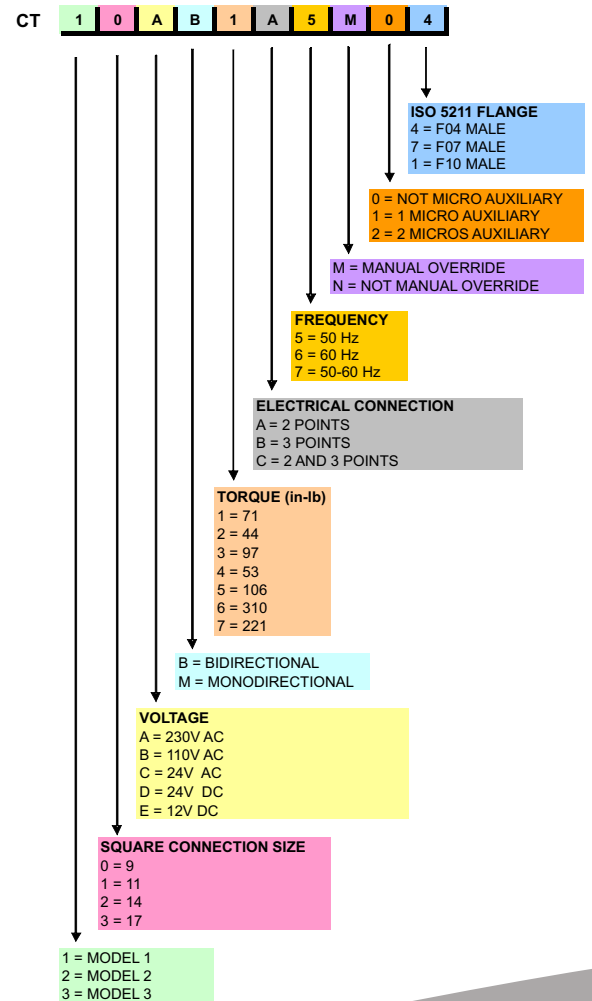 CT 1 0 A B 1 A 5 M 0 4
ISO 5211 FLANGE
4 = F04 MALE
7 = F07 MALE
1 = F10 MALE
0 = NOT MICRO AUXILIARY
1 = 1 MICRO AUXILIARY
2 = 2 MICROS AUXILIARY
M = MANUAL OVERRIDE
N = NOT MANUAL OVERRIDE
FREQUENCY
5 = 50 Hz
6 = 60 Hz
7 = 50-60 Hz
ELECTRICAL CONNECTION
A = 2 POINTS
B = 3 POINTS
C = 2 AND 3 POINTS
TORQUE (in-lb)
1 = 71
2 = 44
3 = 97
4 = 53
5 = 106
6 = 310
7 = 221
B = BIDIRECTIONAL
M = MONODIRECTIONAL
VOLTAGE
A = 230V AC
B = 110V AC
C = 24V AC
D = 24V DC
E = 12V DC
SQUARE CONNECTION SIZE
0 = 9
1 = 11
2 = 14
3 = 17
1 = MODEL 1
2 = MODEL 2
3 = MODEL 3